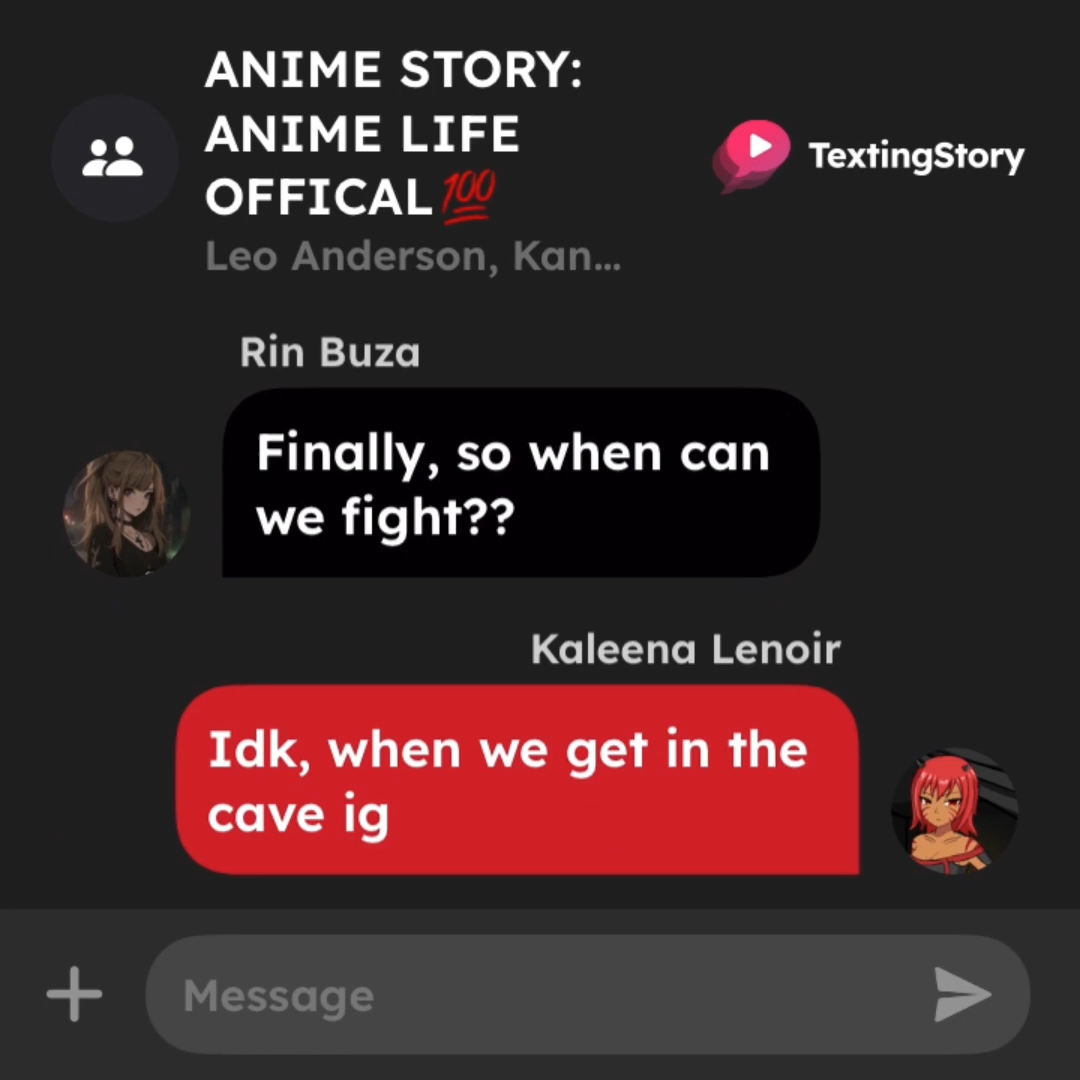 ANIME STORY:
ANIME LIFE
OFFICAL 💯
TextingStory
Leo Anderson, Kan...
Rin Buza
Finally, so when can
we fight??
Kaleena Lenoir
Idk, when we get in the
cave ig
Message